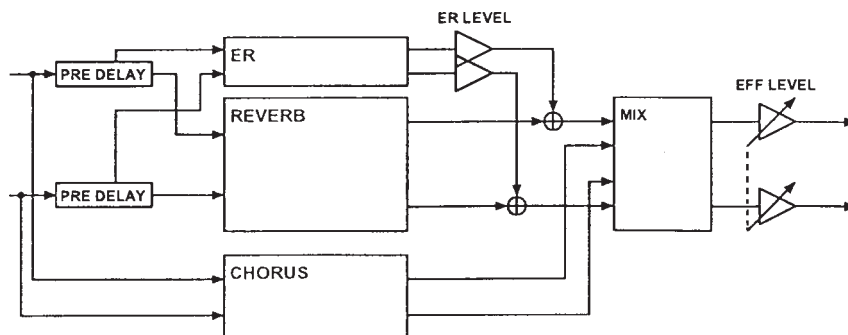 ER LEVEL
ER
PRE DELAY
REVERB
MIX
EFF LEVEL
PRE DELAY
CHORUS